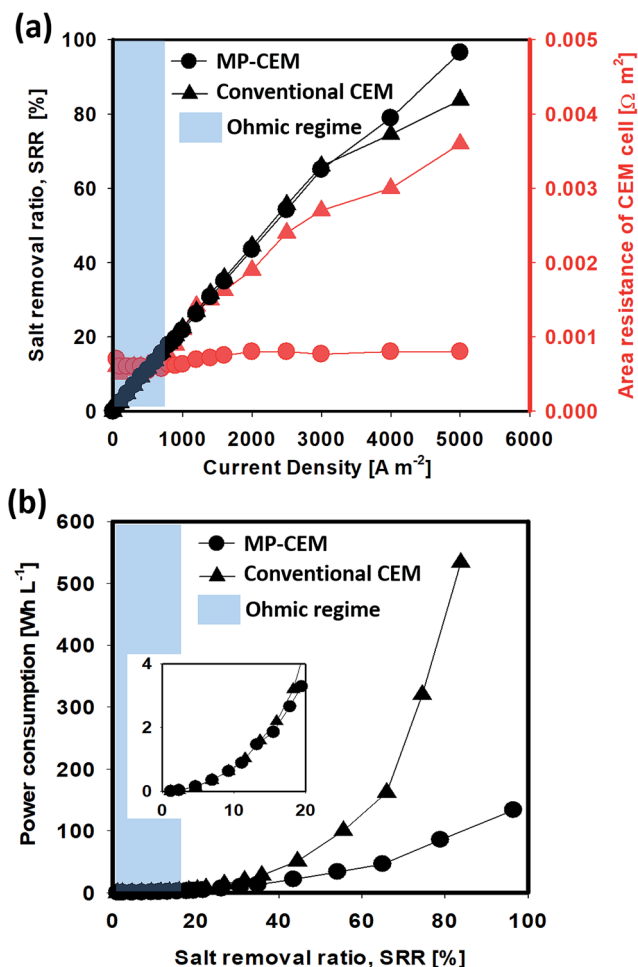 (a)
100
80
60
40
20
0
Salt removal ratio, SRR
[%]
MP-CEM
Conventional CEM
Ohmic regime
0.005
0.004
0.003
0.002
0.001
0.000
Area resistance of CEM cell [Ω m²]
0 1000 2000 3000 4000 5000 6000
Current Density [A m⁻²]
(b)
600
500
400
300
200
100
0
Power consumption [Wh L⁻¹]
MP-CEM
Conventional CEM
Ohmic regime
4
2
0
0 10 20
0 20 40 60 80 100
Salt removal ratio, SRR [%]